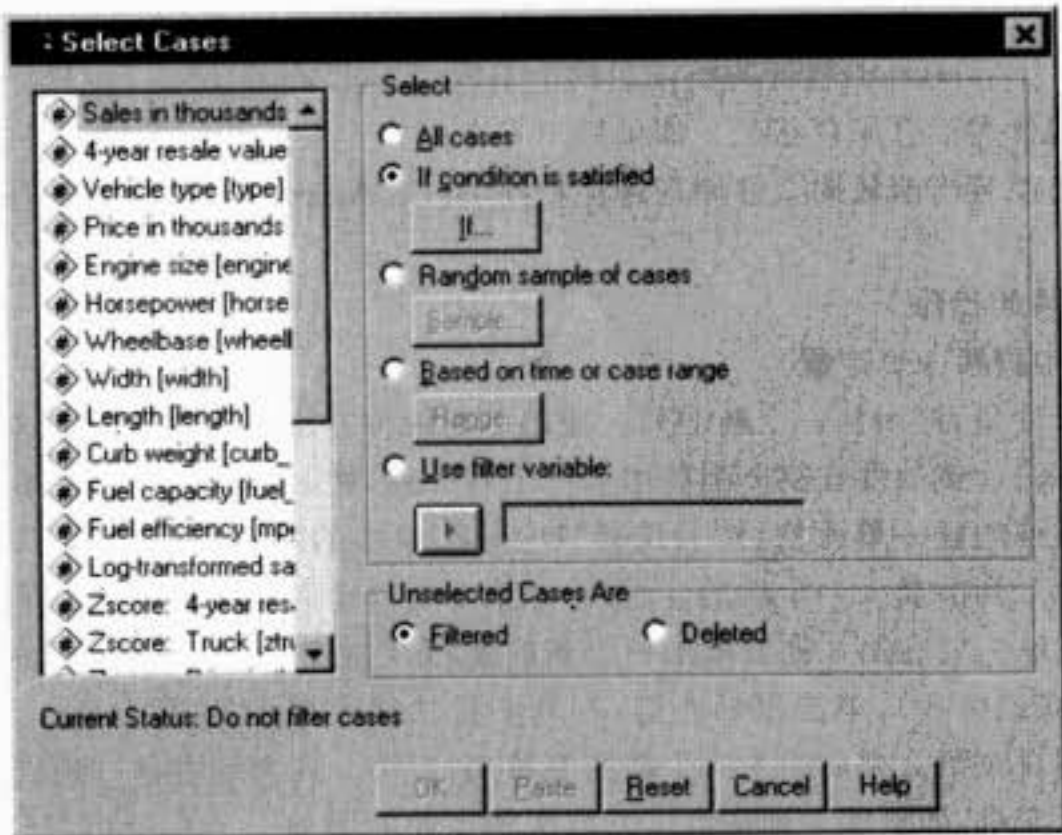 Select Cases
Sales in thousands
4-year resale value
Vehicle type [type]
Price in thousands
Engine size [engine
Horsepower [horse
Wheelbase [wheell
Width [width]
Length [length]
Curb weight [curb_
Fuel capacity [fuel_
Fuel efficiency [mp
Log-transformed sa
Zscore: 4-year res
Zscore: Truck [ztru
Select
All cases
If condition is satisfied
If...
Random sample of cases
Sample...
Based on time or case range
Range...
Use filter variable:
Unselected Cases Are
Filtered
Deleted
Current Status: Do not filter cases
OK
Paste
Reset
Cancel
Help